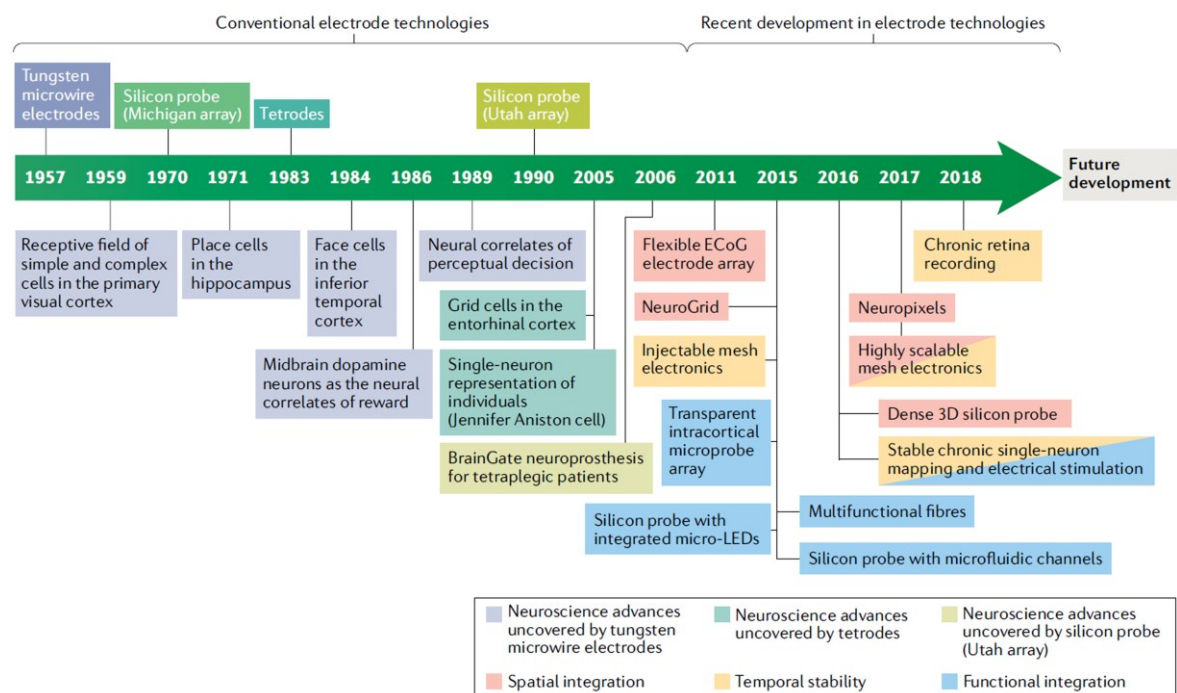 Conventional electrode technologies
Recent development in electrode technologies
Tungsten
microwire
electrodes
Silicon probe
(Michigan array)
Tetrodes
Silicon probe
(Utah array)
1957 1959 1970 1971 1983 1984 1986 1989 1990 2005 2006 2011 2015 2016 2017 2018
Future
development
Receptive field of
simple and complex
cells in the primary
visual cortex
Place cells
in the
hippocampus
Face cells
in the
inferior
temporal
cortex
Midbrain dopamine
neurons as the neural
correlates of reward
Neural correlates of
perceptual decision
Grid cells in the
entorhinal cortex
Single-neuron
representation of
individuals
(Jennifer Aniston cell)
BrainGate neuroprosthesis
for tetraplegic patients
Flexible ECoG
electrode array
NeuroGrid
Injectable mesh
electronics
Transparent
intracortical
microprobe
array
Silicon probe with
integrated micro-LEDs
Multifunctional fibres
Silicon probe with microfluidic channels
Chronic retina
recording
Neuropixels
Highly scalable
mesh electronics
Dense 3D silicon probe
Stable chronic single-neuron
mapping and electrical stimulation
Neuroscience advances
uncovered by tungsten
microwire electrodes
Neuroscience advances
uncovered by tetrodes
Neuroscience advances
uncovered by silicon probe
(Utah array)
Spatial integration
Temporal stability
Functional integration